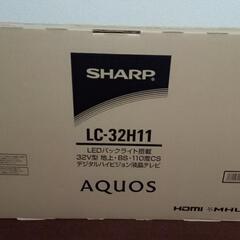 SHARP
LC-32H11
LEDバックライト搭載
32V型 地上・BS・110度CS
デジタルハイビジョン液晶テレビ
AQUOS
HDMI MHL